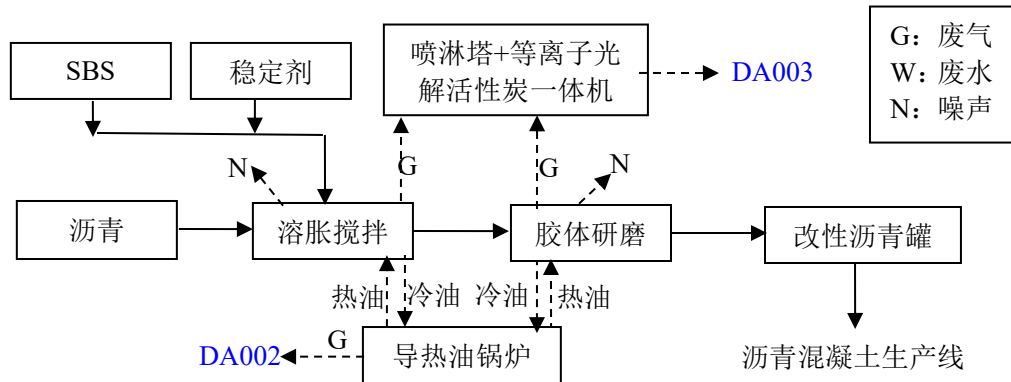 SBS
稳定剂
喷淋塔+等离子光
解活性炭一体机
DA003
G：废气
W：废水
N：噪声
N
G
G
N
沥青
溶胀搅拌
胶体研磨
改性沥青罐
热油
冷油
冷油
热油
DA002
G
导热油锅炉
沥青混凝土生产线